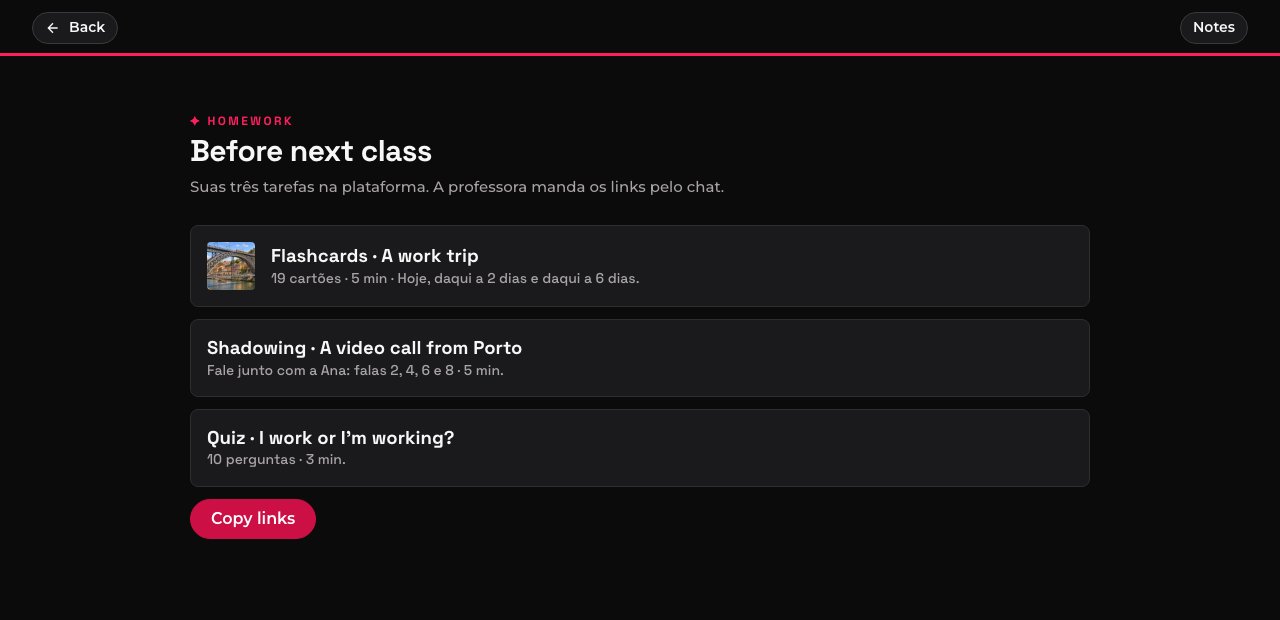 ← Back
Notes
✦ HOMEWORK
Before next class
Suas três tarefas na plataforma. A professora manda os links pelo chat.
Flashcards · A work trip
19 cartões · 5 min · Hoje, daqui a 2 dias e daqui a 6 dias.
Shadowing · A video call from Porto
Fale junto com a Ana: falas 2, 4, 6 e 8 · 5 min.
Quiz · I work or I’m working?
10 perguntas · 3 min.
Copy links